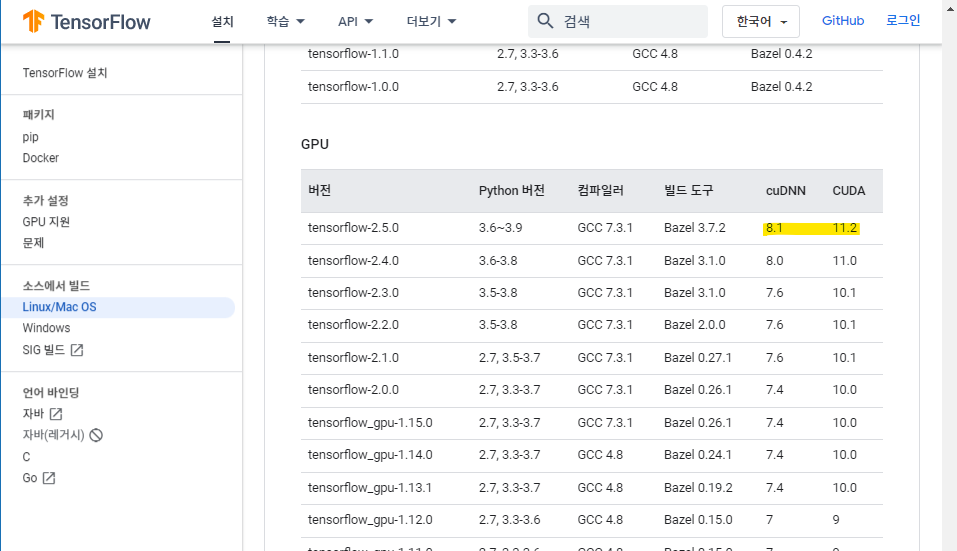 TensorFlow 설치 학습 API 더보기 검색 한국어 GitHub 로그인
TensorFlow 설치
패키지
pip
Docker
추가 설정
GPU 지원
문제
소스에서 빌드
Linux/Mac OS
Windows
SIG 빌드
언어 바인딩
자바
자바(레거시)
C
Go
tensorflow-1.1.0 2.7, 3.3-3.6 GCC 4.8 Bazel 0.4.2
tensorflow-1.0.0 2.7, 3.3-3.6 GCC 4.8 Bazel 0.4.2
GPU
버전 Python 버전 컴파일러 빌드 도구 cuDNN CUDA
tensorflow-2.5.0 3.6~3.9 GCC 7.3.1 Bazel 3.7.2 8.1 11.2
tensorflow-2.4.0 3.6-3.8 GCC 7.3.1 Bazel 3.1.0 8.0 11.0
tensorflow-2.3.0 3.5-3.8 GCC 7.3.1 Bazel 3.1.0 7.6 10.1
tensorflow-2.2.0 3.5-3.8 GCC 7.3.1 Bazel 2.0.0 7.6 10.1
tensorflow-2.1.0 2.7, 3.5-3.7 GCC 7.3.1 Bazel 0.27.1 7.6 10.1
tensorflow-2.0.0 2.7, 3.3-3.7 GCC 7.3.1 Bazel 0.26.1 7.4 10.0
tensorflow_gpu-1.15.0 2.7, 3.3-3.7 GCC 7.3.1 Bazel 0.26.1 7.4 10.0
tensorflow_gpu-1.14.0 2.7, 3.3-3.7 GCC 4.8 Bazel 0.24.1 7.4 10.0
tensorflow_gpu-1.13.1 2.7, 3.3-3.7 GCC 4.8 Bazel 0.19.2 7.4 10.0
tensorflow_gpu-1.12.0 2.7, 3.3-3.6 GCC 4.8 Bazel 0.15.0 7 9